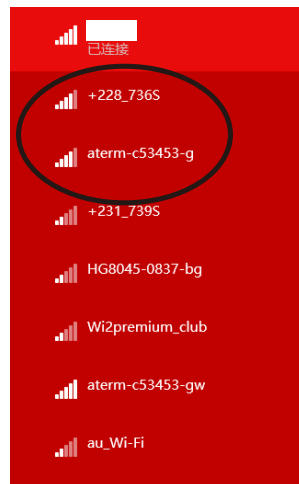 已连接
+228_736S
aterm-c53453-g
+231_739S
HG8045-0837-bg
Wi2premium_club
aterm-c53453-gw
au_Wi-Fi